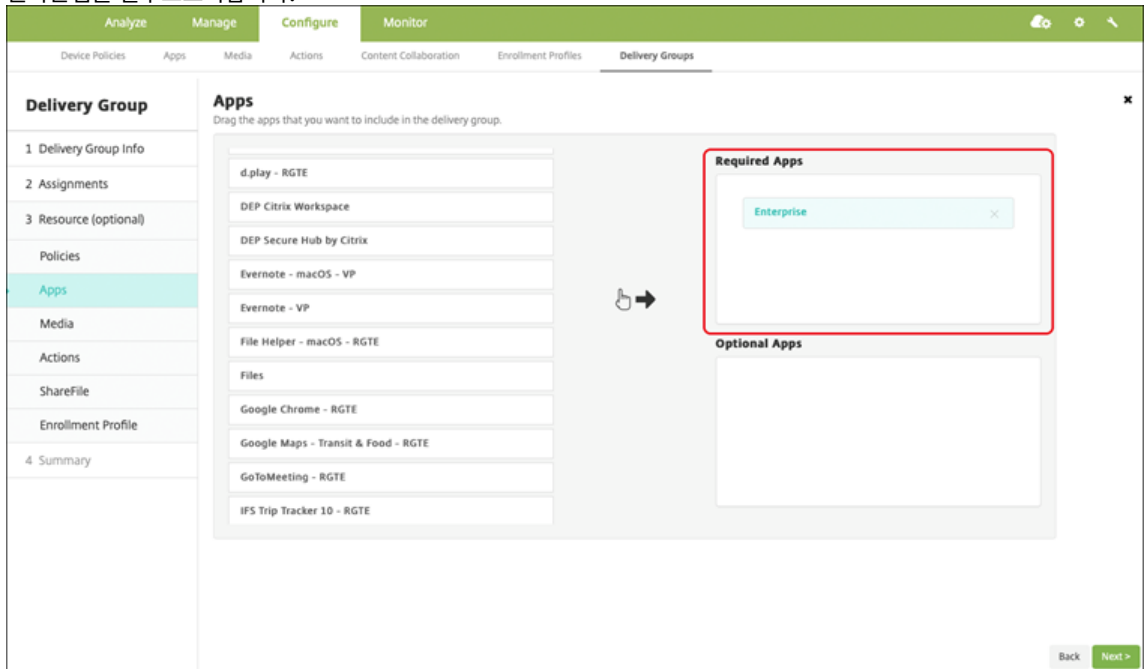 Analyze Manage Configure Monitor
Device Policies Apps Media Actions Content Collaboration Enrollment Profiles Delivery Groups
Delivery Group
1 Delivery Group Info
2 Assignments
3 Resource (optional)
Policies
Apps
Media
Actions
ShareFile
Enrollment Profile
4 Summary
Apps
Drag the apps that you want to include in the delivery group.
d.play - RGTE
DEP Citrix Workspace
DEP Secure Hub by Citrix
Evernote - macOS - VP
Evernote - VP
File Helper - macOS - RGTE
Files
Google Chrome - RGTE
Google Maps - Transit & Food - RGTE
GoToMeeting - RGTE
IFS Trip Tracker 10 - RGTE
Required Apps
Enterprise
Optional Apps
Back Next >